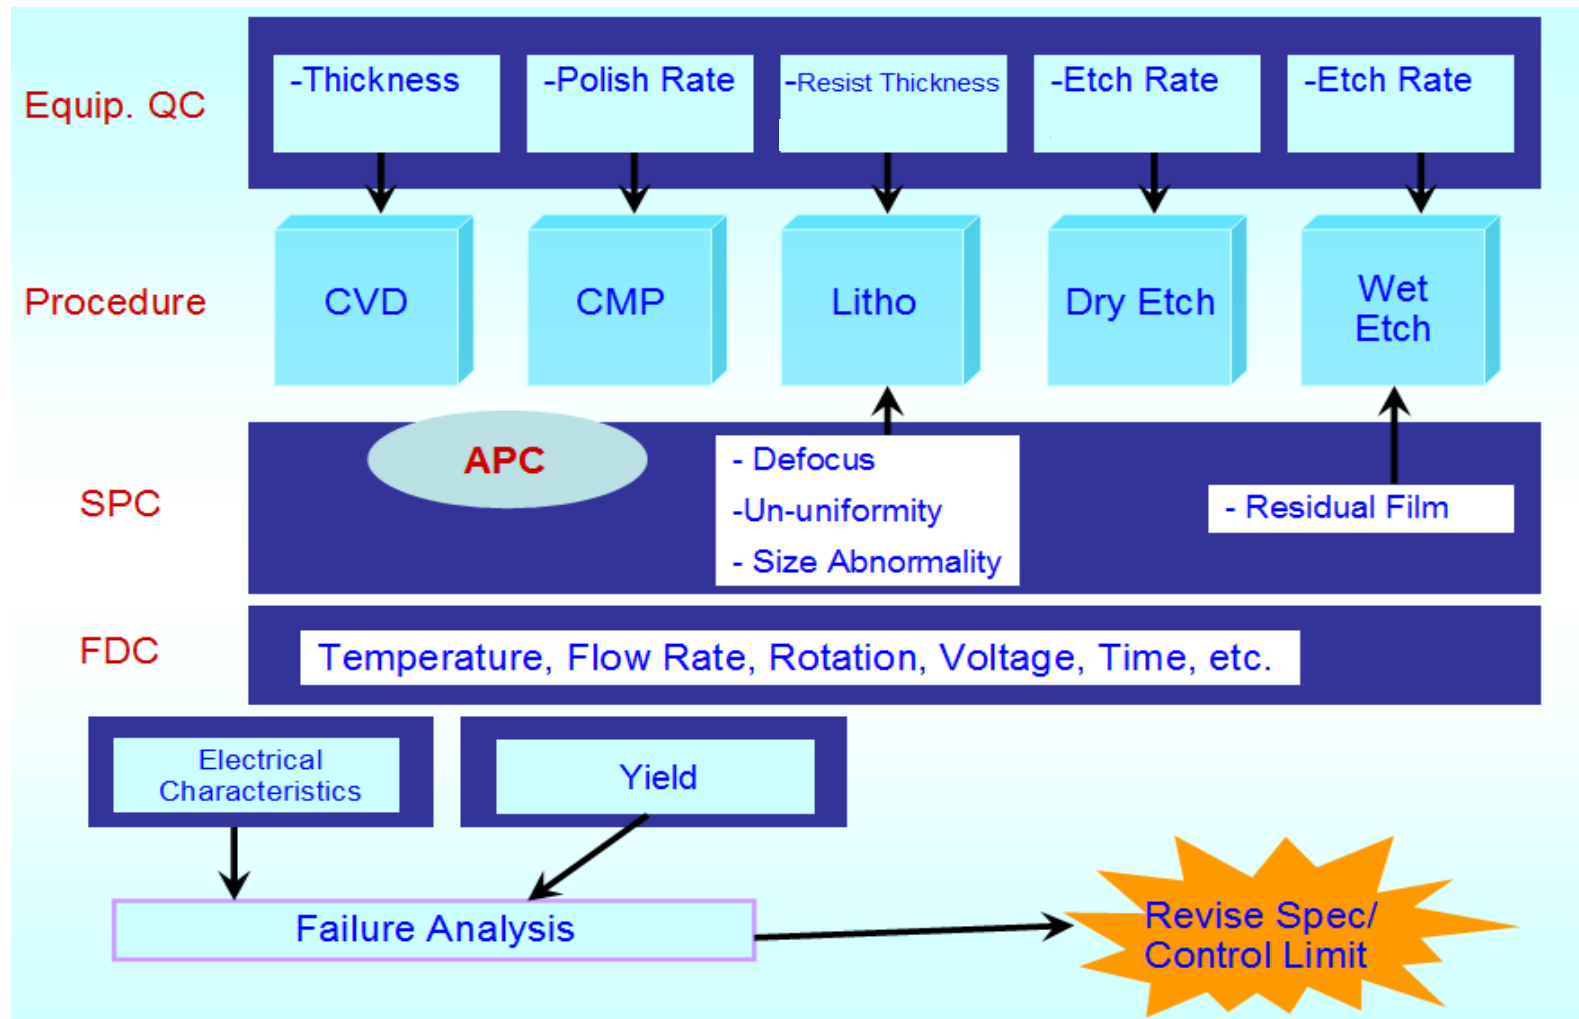 Equip. QC
-Thickness
-Polish Rate
-Resist Thickness
-Etch Rate
-Etch Rate
Procedure
CVD
CMP
Litho
Dry Etch
Wet
Etch
SPC
APC
- Defocus
-Un-uniformity
- Size Abnormality
- Residual Film
FDC
Temperature, Flow Rate, Rotation, Voltage, Time, etc.
Electrical
Characteristics
Yield
Failure Analysis
Revise Spec/
Control Limit